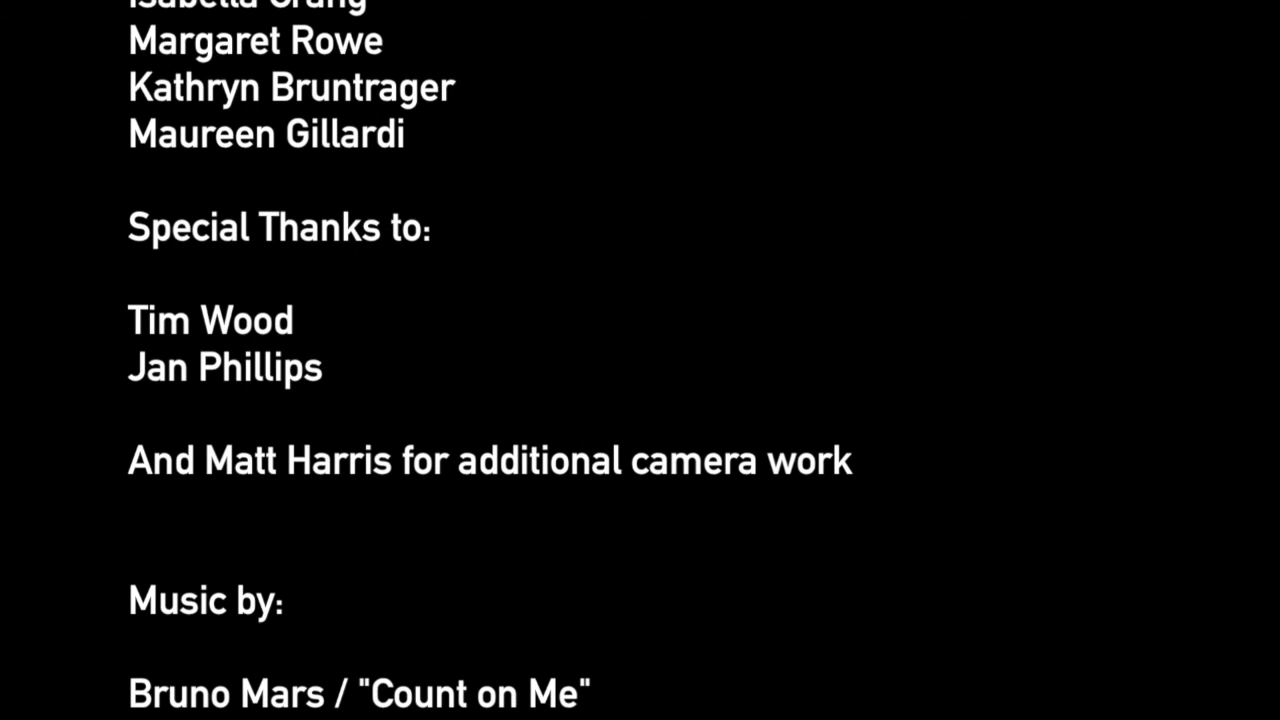 Margaret Rowe
Kathryn Bruntrager
Maureen Gillardi
Special Thanks to:
Tim Wood
Jan Phillips
And Matt Harris for additional camera work
Music by:
Bruno Mars / "Count on Me"